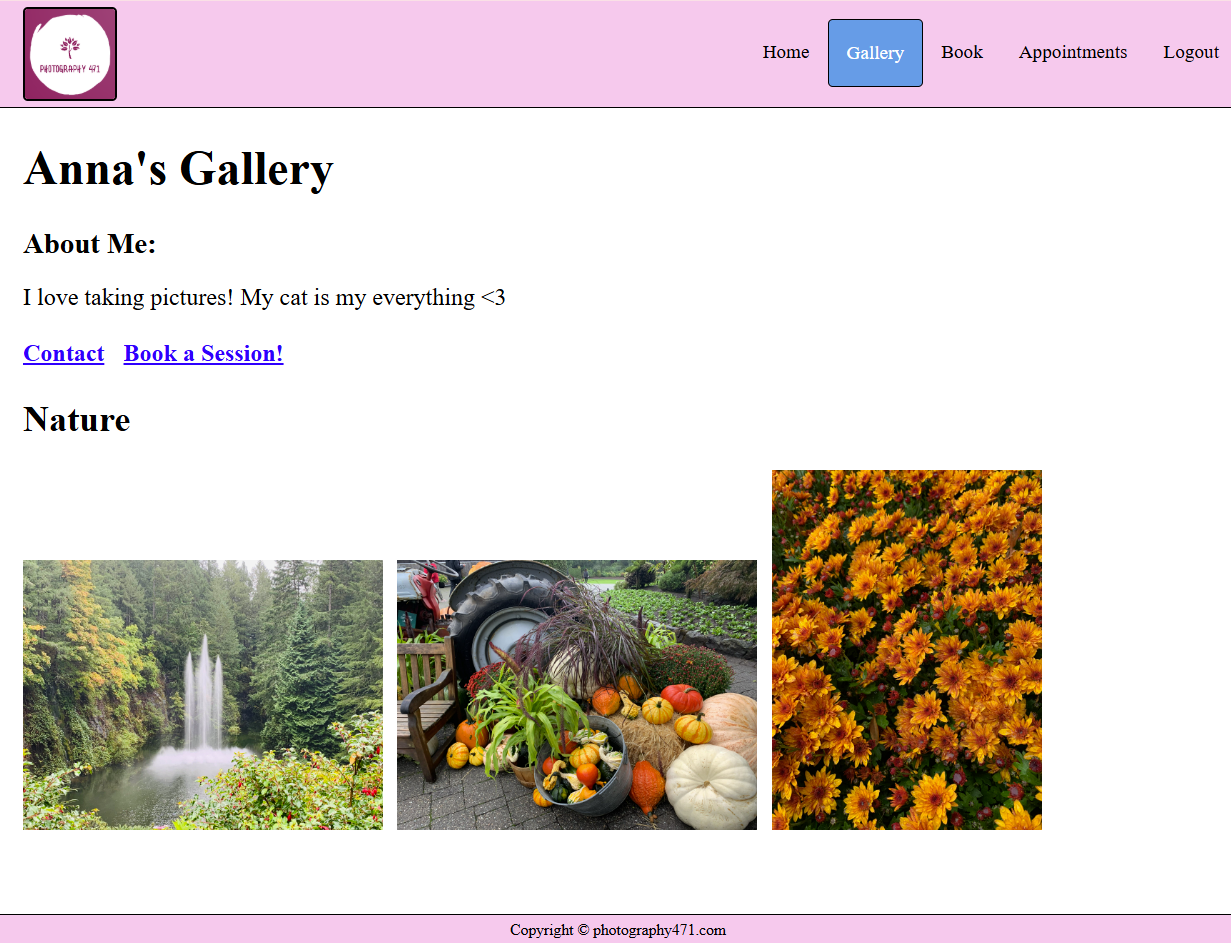 PHOTOGRAPHY 471
Home Gallery Book Appointments Logout
Anna's Gallery
About Me:
I love taking pictures! My cat is my everything <3
Contact Book a Session!
Nature
Copyright © photography471.com